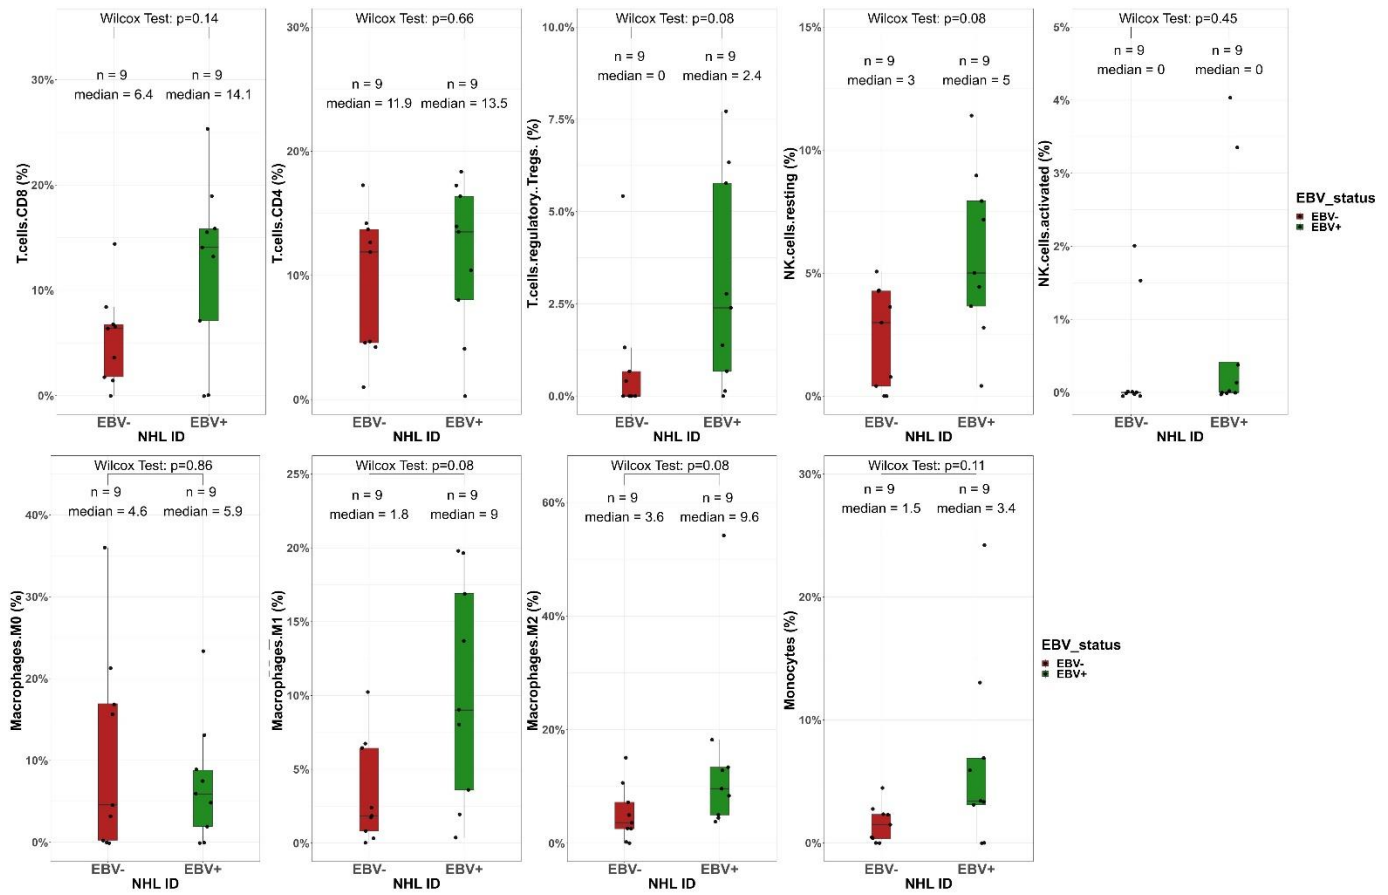 Wilcox Test: p=0.14
n = 9 n = 9
median = 6.4 median = 14.1
T.cells.CD8 (%)
30%
20%
10%
0%
EBV- EBV+
NHL ID
Wilcox Test: p=0.66
n = 9 n = 9
median = 11.9 median = 13.5
T.cells.CD4 (%)
30%
20%
10%
0%
EBV- EBV+
NHL ID
Wilcox Test: p=0.08
n = 9 n = 9
median = 0 median = 2.4
T.cells.regulatory..Tregs. (%)
10.0%
7.5%
5.0%
2.5%
0.0%
EBV- EBV+
NHL ID
Wilcox Test: p=0.08
n = 9 n = 9
median = 3 median = 5
NK.cells.resting (%)
15%
10%
5%
0%
EBV- EBV+
NHL ID
Wilcox Test: p=0.45
n = 9 n = 9
median = 0 median = 0
NK.cells.activated (%)
5%
4%
3%
2%
1%
0%
EBV- EBV+
NHL ID
EBV_status
EBV-
EBV+
Wilcox Test: p=0.86
n = 9 n = 9
median = 4.6 median = 5.9
Macrophages.M0 (%)
40%
30%
20%
10%
0%
EBV- EBV+
NHL ID
Wilcox Test: p=0.08
n = 9 n = 9
median = 1.8 median = 9
Macrophages.M1 (%)
25%
20%
15%
10%
5%
0%
EBV- EBV+
NHL ID
Wilcox Test: p=0.08
n = 9 n = 9
median = 3.6 median = 9.6
Macrophages.M2 (%)
60%
40%
20%
0%
EBV- EBV+
NHL ID
Wilcox Test: p=0.11
n = 9 n = 9
median = 1.5 median = 3.4
Monocytes (%)
30%
20%
10%
0%
EBV- EBV+
NHL ID
EBV_status
EBV-
EBV+